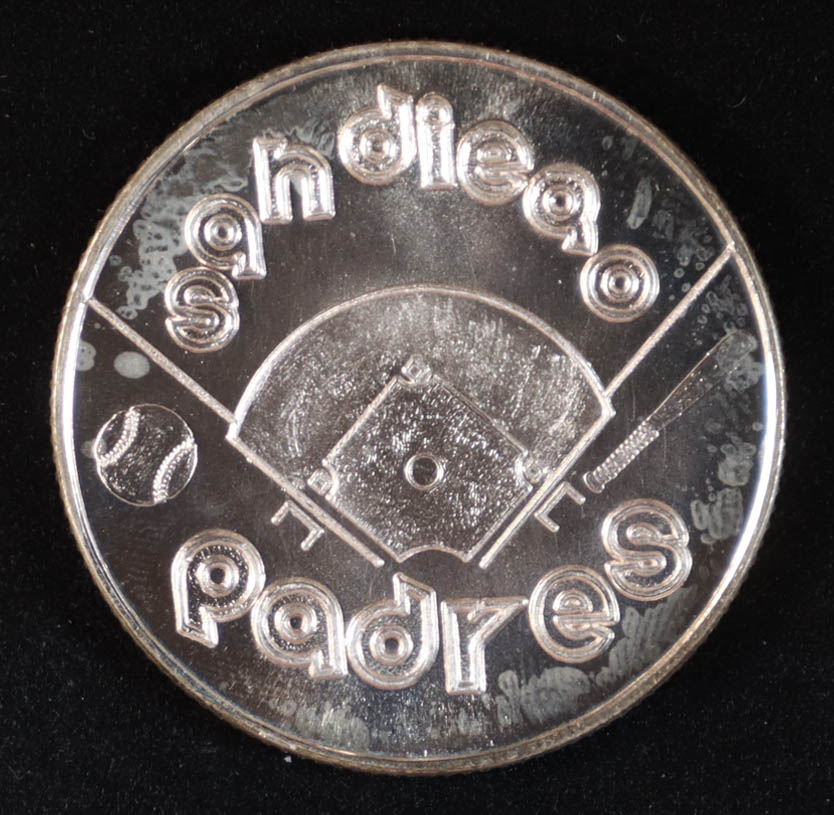 san diego
padres